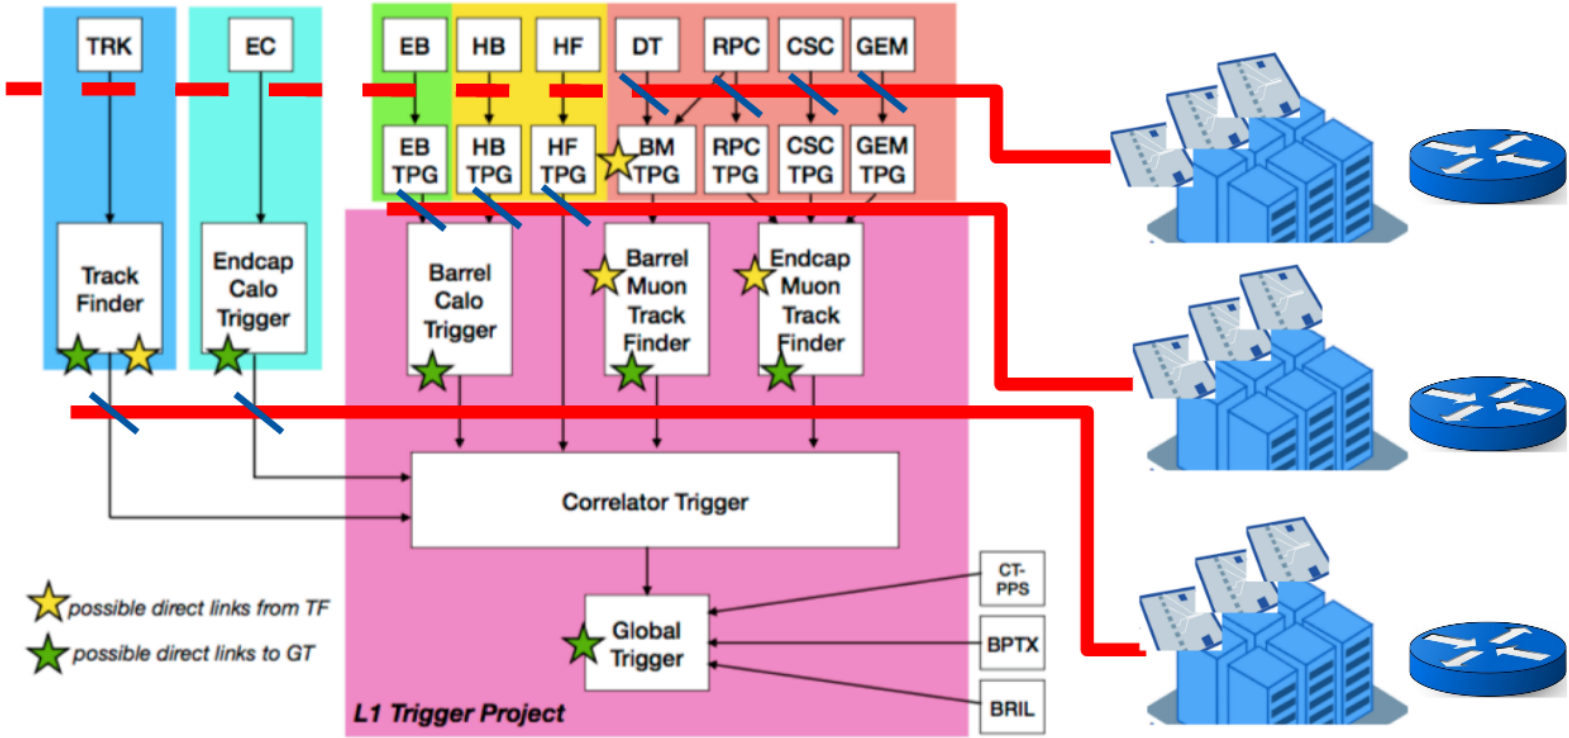 TRK
EC
EB
HB
HF
DT
RPC
CSC
GEM
EB
TPG
HB
TPG
HF
TPG
BM
TPG
RPC
TPG
CSC
TPG
GEM
TPG
Track
Finder
Endcap
Calo
Trigger
Barrel
Calo
Trigger
Barrel
Muon
Track
Finder
Endcap
Muon
Track
Finder
Correlator Trigger
CT-
PPS
possible direct links from TF
Global
Trigger
BPTX
possible direct links to GT
BRIL
L1 Trigger Project